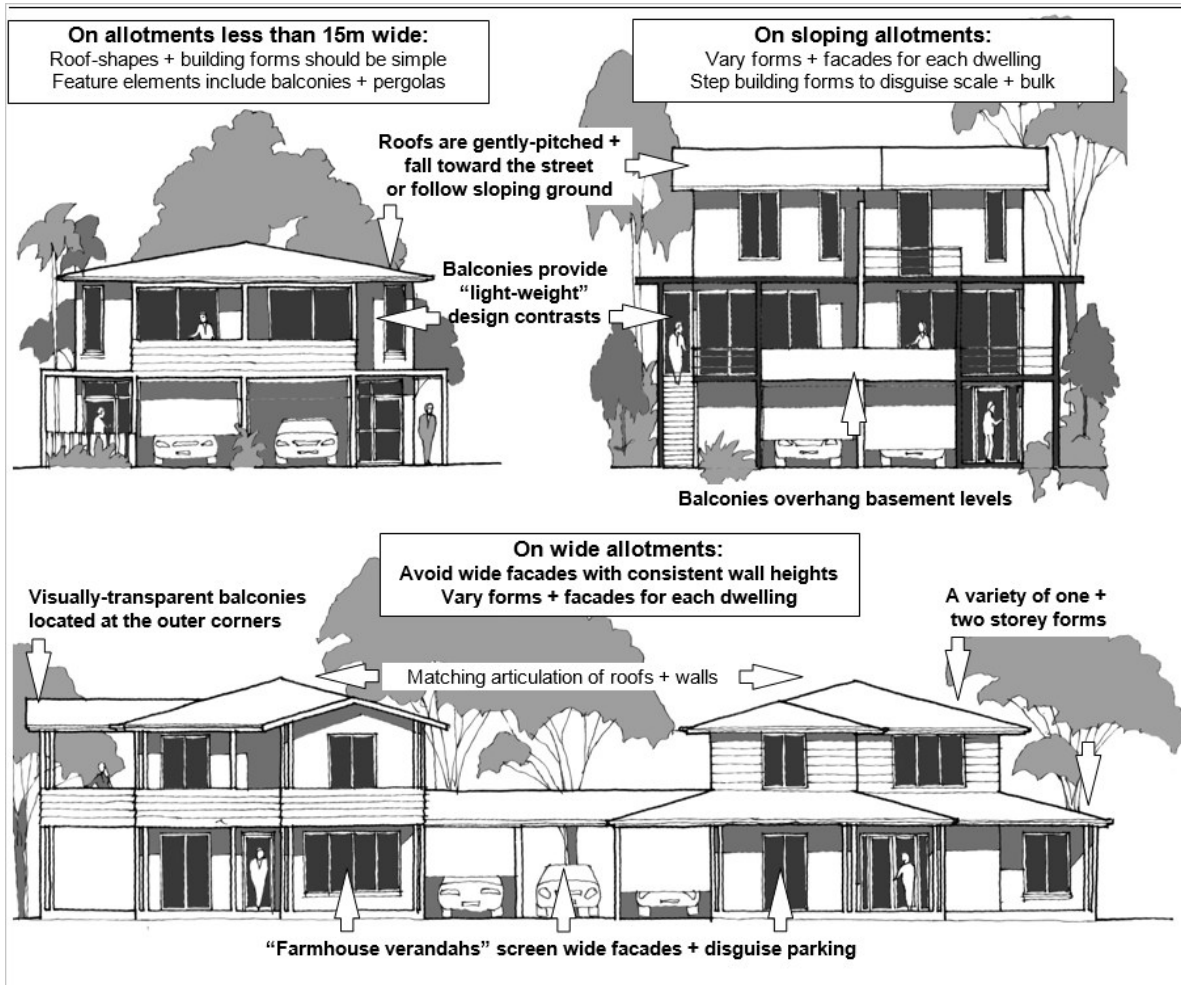 On allotments less than 15m wide:
Roof-shapes + building forms should be simple
Feature elements include balconies + pergolas
On sloping allotments:
Vary forms + facades for each dwelling
Step building forms to disguise scale + bulk
Roofs are gently-pitched +
fall toward the street
or follow sloping ground
Balconies provide
“light-weight”
design contrasts
Balconies overhang basement levels
On wide allotments:
Avoid wide facades with consistent wall heights
Vary forms + facades for each dwelling
Visually-transparent balconies
located at the outer corners
A variety of one +
two storey forms
Matching articulation of roofs + walls
“Farmhouse verandahs” screen wide facades + disguise parking